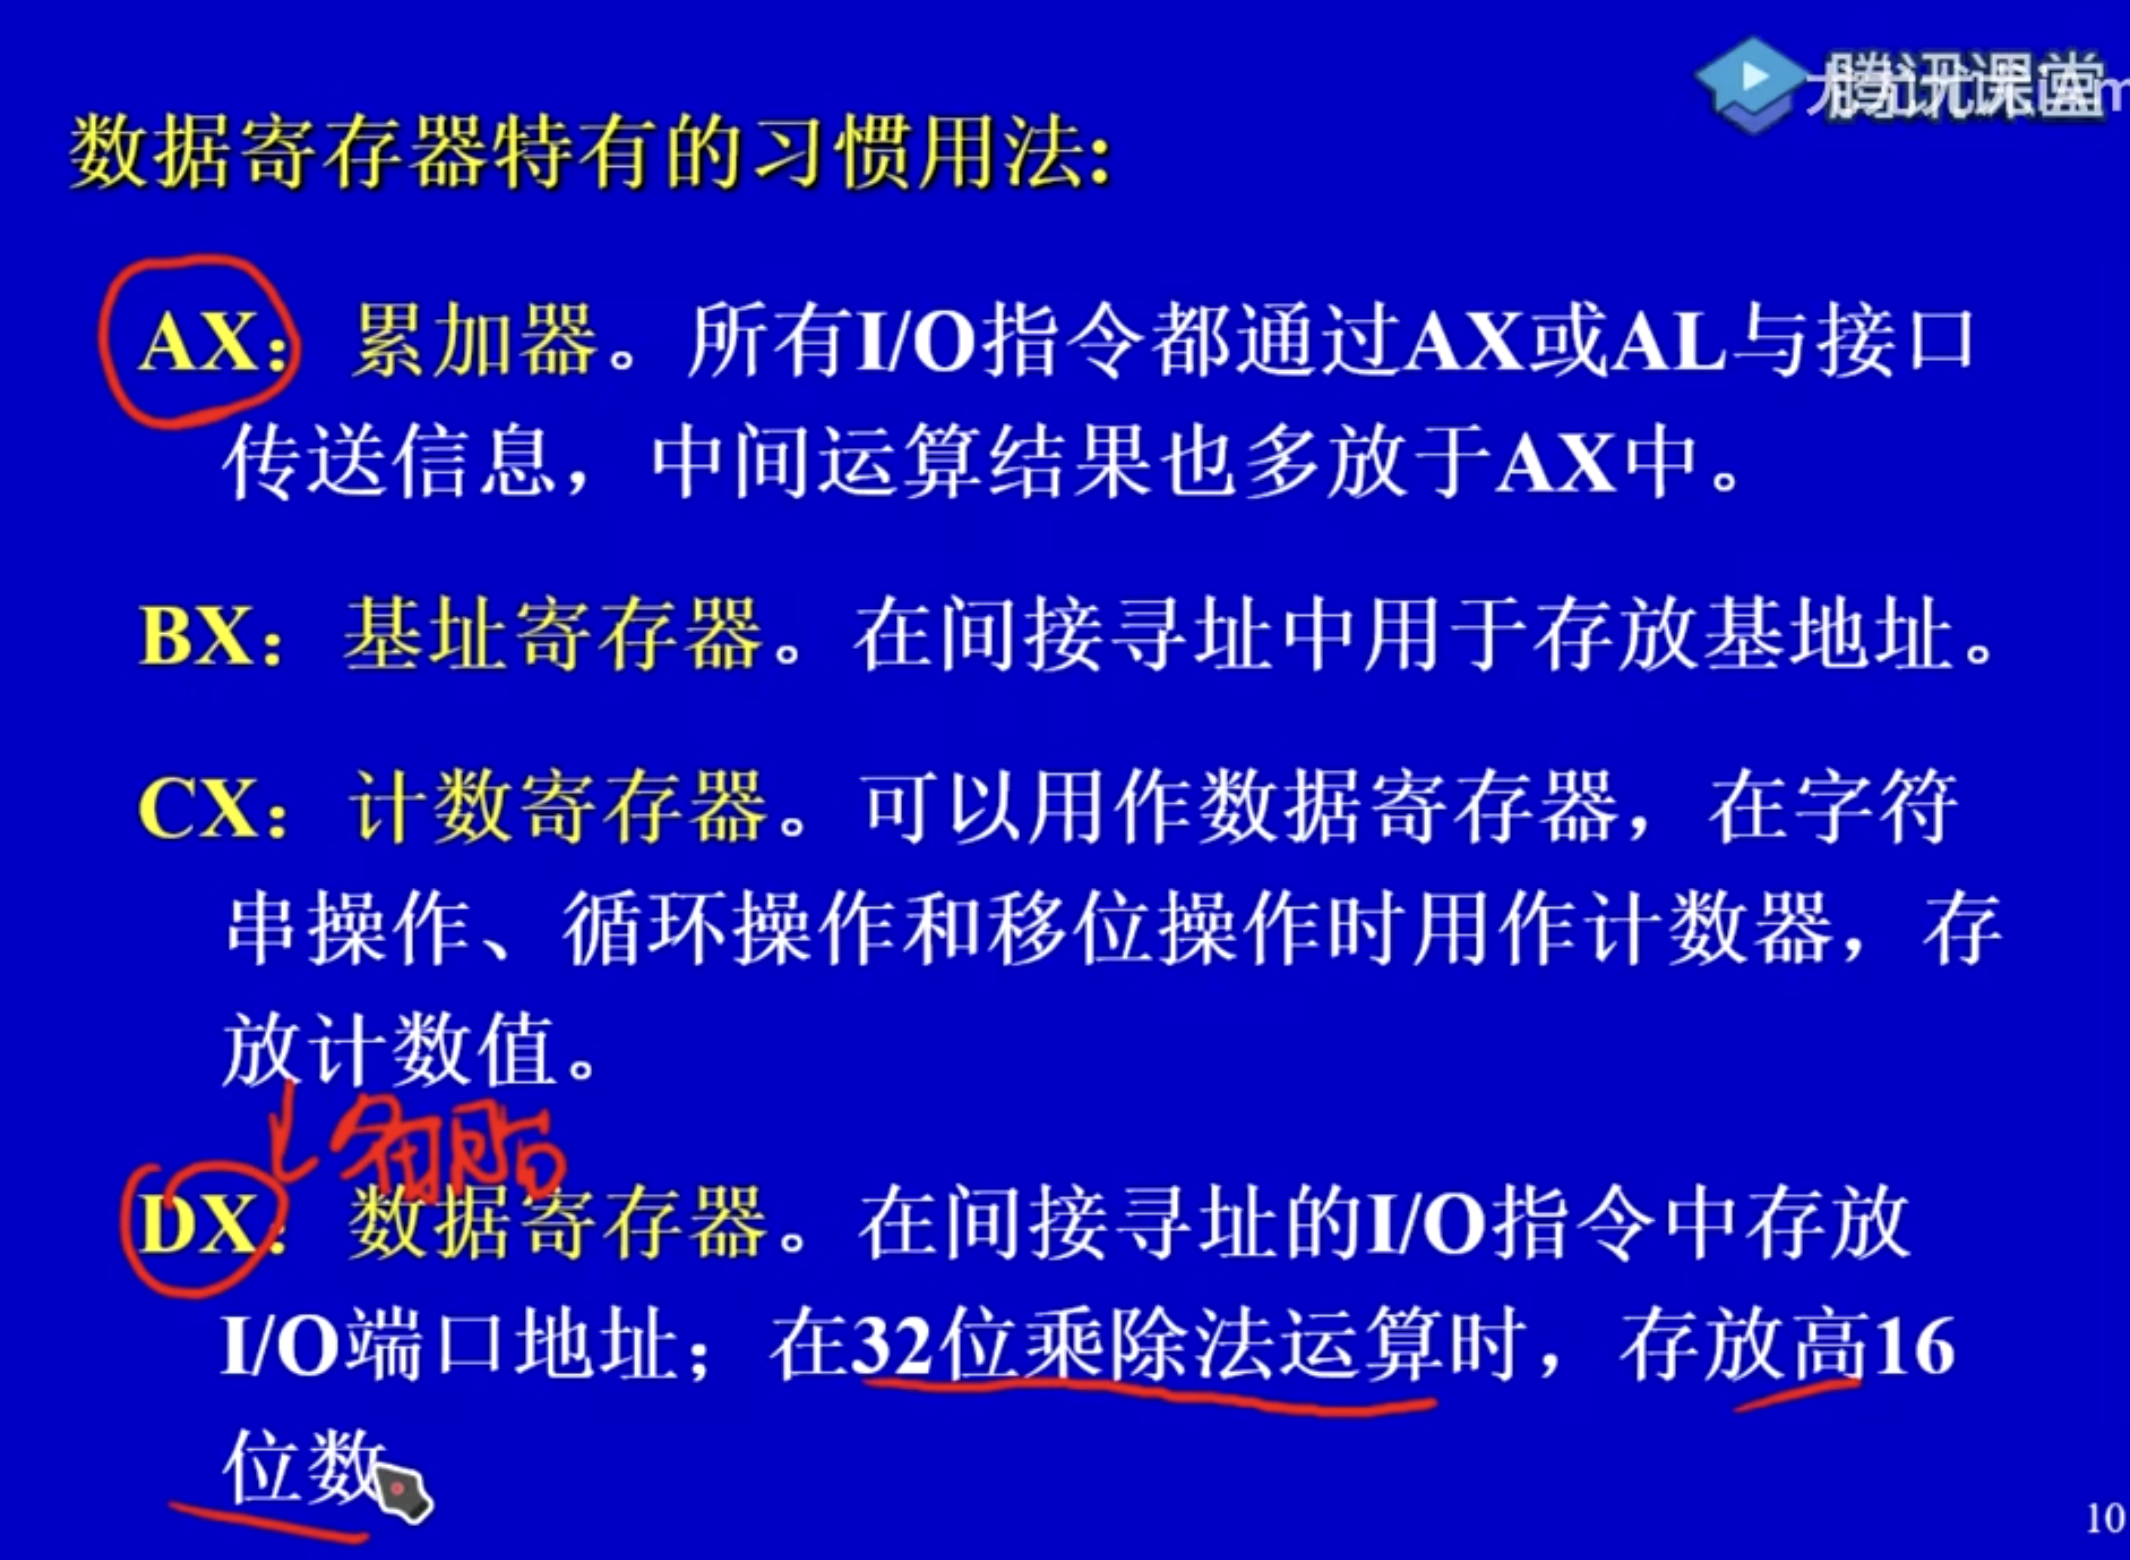 腾讯课堂
数据寄存器特有的习惯用法:
AX： 累加器。所有I/O指令都通过AX或AL与接口
传送信息，中间运算结果也多放于AX中。
BX： 基址寄存器。在间接寻址中用于存放基地址。
CX： 计数寄存器。可以用作数据寄存器，在字符
串操作、循环操作和移位操作时用作计数器，存
放计数值。
DX： 数据寄存器。在间接寻址的I/O指令中存放
I/O端口地址；在32位乘除法运算时，存放高16
位数
10